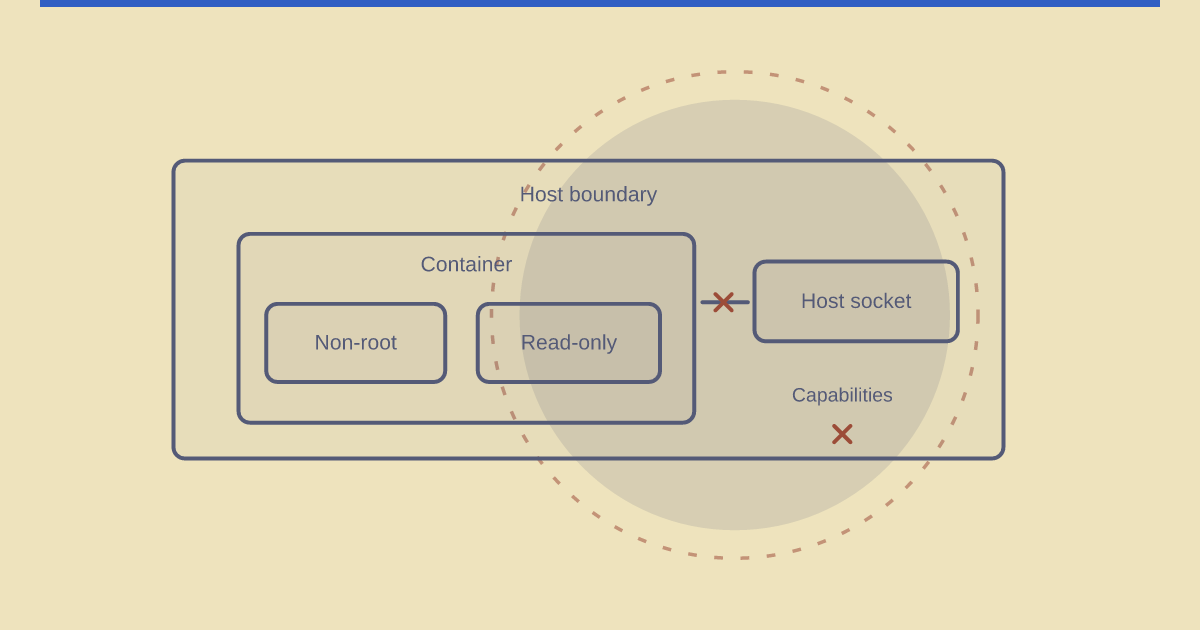 Host boundary
Container
Non-root
Read-only
Host socket
Capabilities